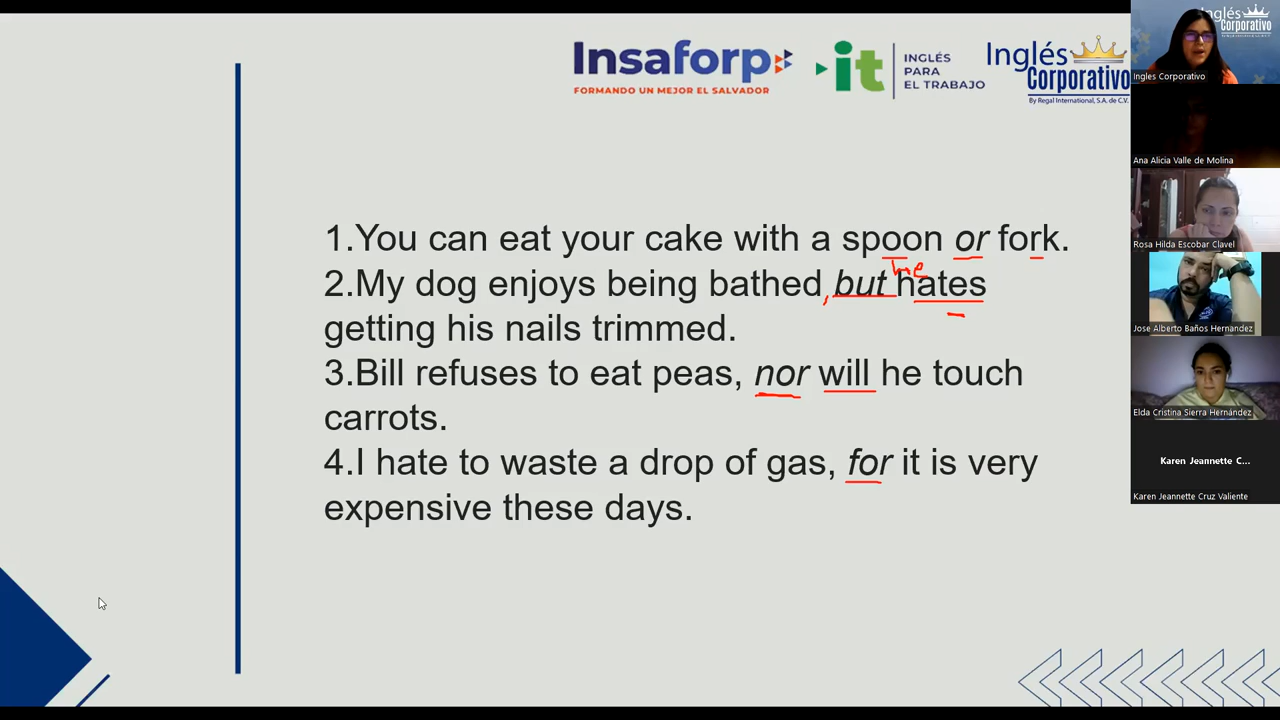 Insaforp
FORMANDO UN MEJOR EL SALVADOR
it
INGLÉS
PARA
EL TRABAJO
Inglés
Corporativo
By Regal International, S.A. de C.V.
1.You can eat your cake with a spoon or fork.
he
2.My dog enjoys being bathed, but hates
getting his nails trimmed.
3.Bill refuses to eat peas, nor will he touch
carrots.
4.I hate to waste a drop of gas, for it is very
expensive these days.
Inglés
Corporativo
Ingles Corporativo
Ana Alicia Valle de Molina
Rosa Hilda Escobar Clavel
Jose Alberto Baños Hernandez
Elda Cristina Sierra Hernández
Karen Jeannette C...
Karen Jeannette Cruz Valiente